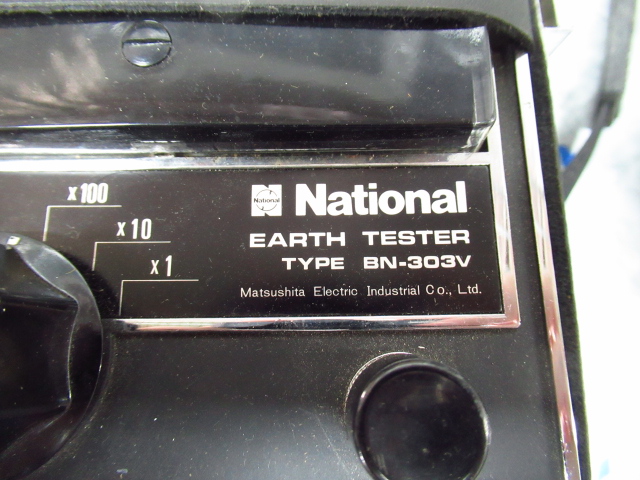 x100
x10
x1
National
National
EARTH TESTER
TYPE BN-303V
Matsushita Electric Industrial Co., Ltd.